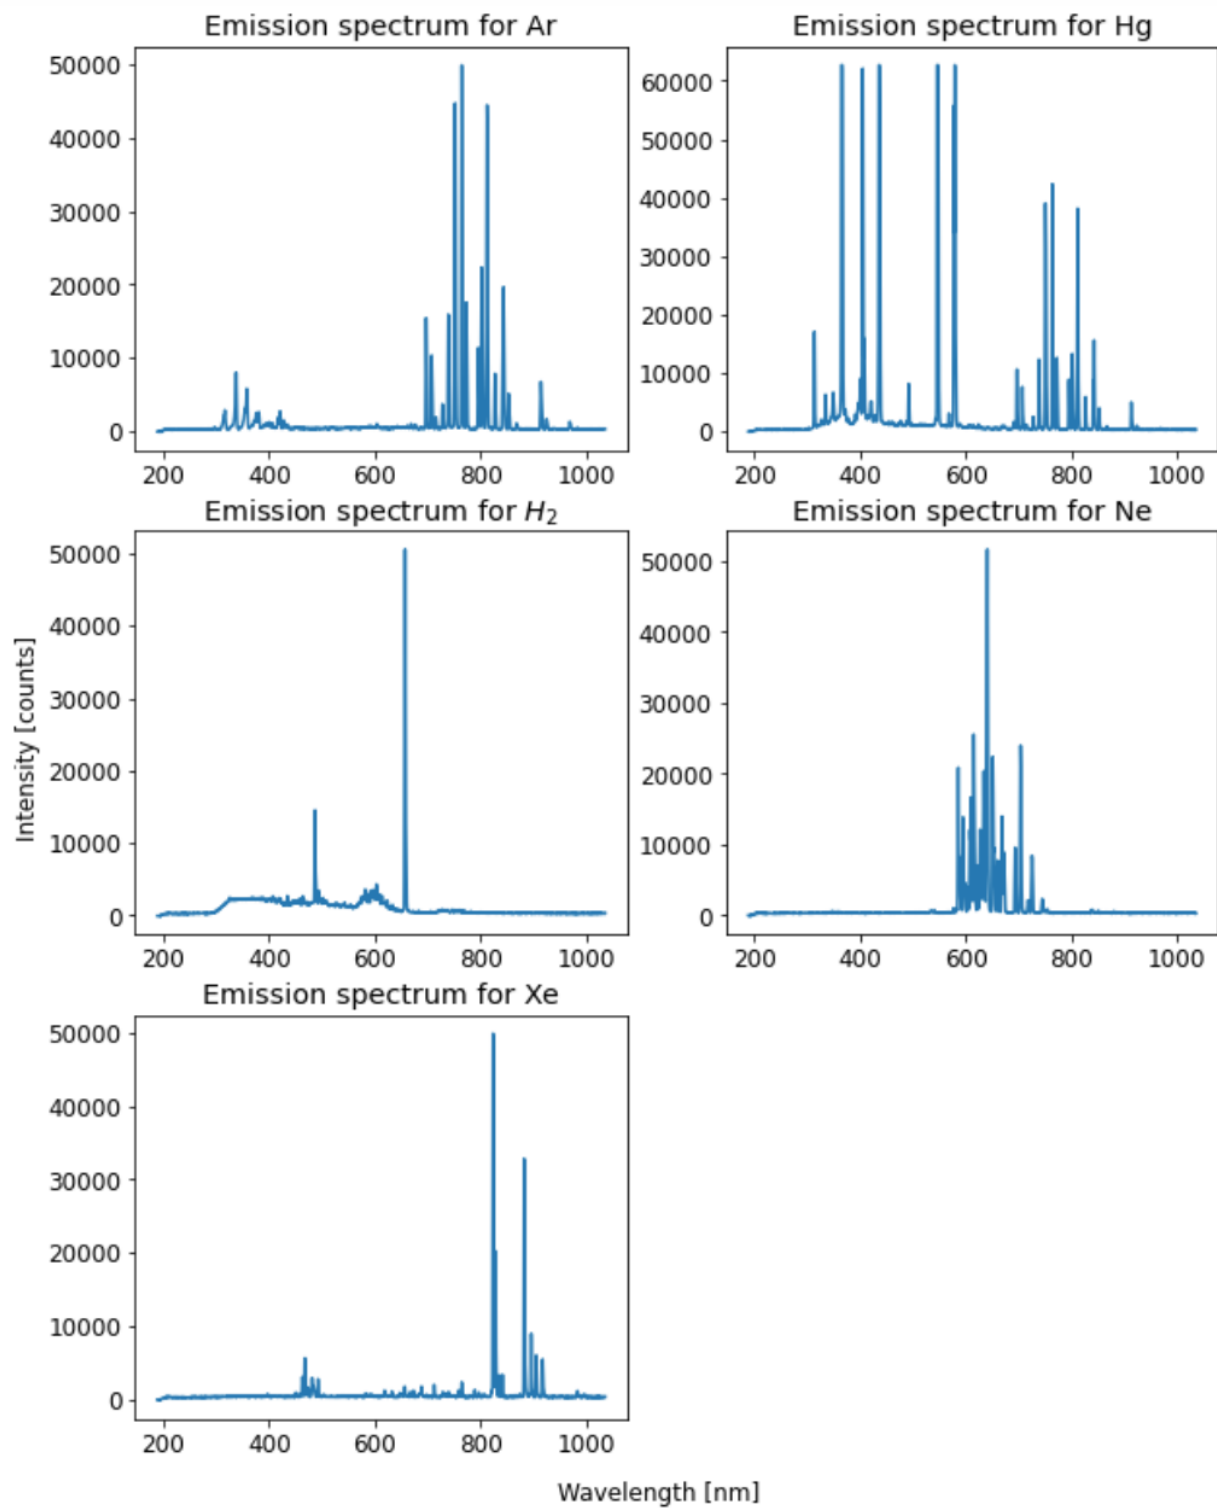 Emission spectrum for Ar
50000
40000
30000
20000
10000
0
200 400 600 800 1000
Emission spectrum for Hg
60000
50000
40000
30000
20000
10000
0
200 400 600 800 1000
Emission spectrum for H₂
50000
40000
30000
20000
10000
0
200 400 600 800 1000
Emission spectrum for Ne
50000
40000
30000
20000
10000
0
200 400 600 800 1000
Emission spectrum for Xe
50000
40000
30000
20000
10000
0
200 400 600 800 1000
Intensity [counts]
Wavelength [nm]